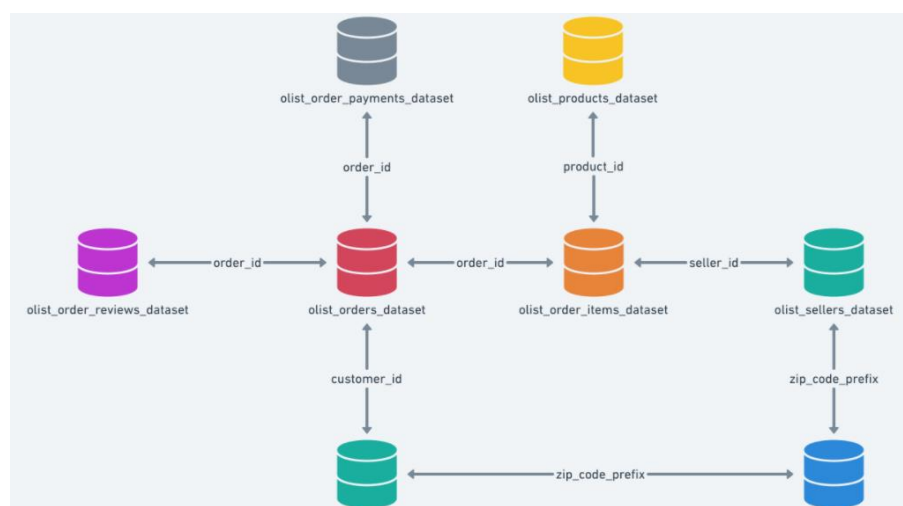 olist_order_payments_dataset
olist_products_dataset
order_id
product_id
order_id
order_id
seller_id
olist_order_reviews_dataset
olist_orders_dataset
olist_order_items_dataset
olist_sellers_dataset
customer_id
zip_code_prefix
zip_code_prefix